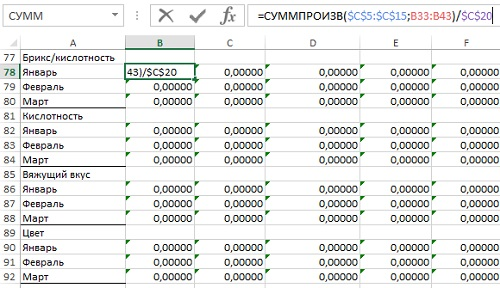 СУММ =СУММПРОИЗВ($C$5:$C$15;B33:B43)/$C$20
A B C D E F
77 Брикс/кислотность
78 Январь 43)/$C$20 0,00000 0,00000 0,00000 0,00000
79 Февраль 0,00000 0,00000 0,00000 0,00000 0,00000
80 Март 0,00000 0,00000 0,00000 0,00000 0,00000
81 Кислотность
82 Январь 0,00000 0,00000 0,00000 0,00000 0,00000
83 Февраль 0,00000 0,00000 0,00000 0,00000 0,00000
84 Март 0,00000 0,00000 0,00000 0,00000 0,00000
85 Вяжущий вкус
86 Январь 0,00000 0,00000 0,00000 0,00000 0,00000
87 Февраль 0,00000 0,00000 0,00000 0,00000 0,00000
88 Март 0,00000 0,00000 0,00000 0,00000 0,00000
89 Цвет
90 Январь 0,00000 0,00000 0,00000 0,00000 0,00000
91 Февраль 0,00000 0,00000 0,00000 0,00000 0,00000
92 Март 0,00000 0,00000 0,00000 0,00000 0,00000